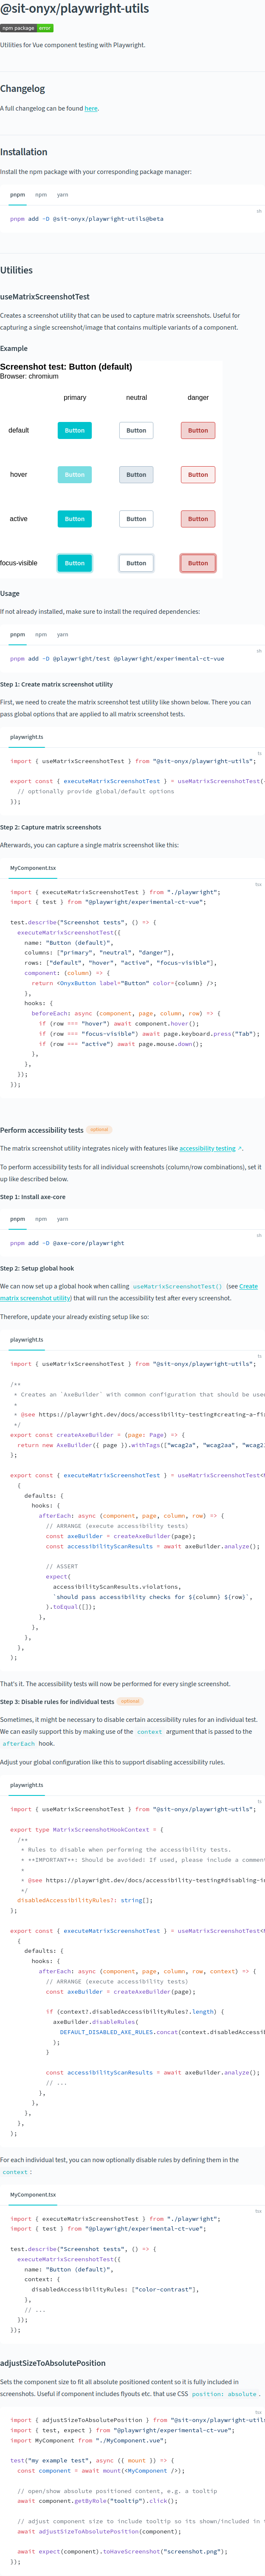 @sit-onyx/playwright-utils
npm package error
Utilities for Vue component testing with Playwright.
Changelog
A full changelog can be found here.
Installation
Install the npm package with your corresponding package manager:
pnpm npm yarn
sh
pnpm add -D @sit-onyx/playwright-utils@beta
Utilities
useMatrixScreenshotTest
Creates a screenshot utility that can be used to capture matrix screenshots. Useful for
capturing a single screenshot/image that contains multiple variants of a component.
Example
Screenshot test: Button (default)
Browser: chromium
primary neutral danger
default Button Button Button
hover Button Button Button
active Button Button Button
focus-visible Button Button Button
Usage
If not already installed, make sure to install the required dependencies:
pnpm npm yarn
sh
pnpm add -D @playwright/test @playwright/experimental-ct-vue
Step 1: Create matrix screenshot utility
First, we need to create the matrix screenshot test utility like shown below. There you can
pass global options that are applied to all matrix screenshot tests.
playwright.ts
ts
import { useMatrixScreenshotTest } from "@sit-onyx/playwright-utils";
export const { executeMatrixScreenshotTest } = useMatrixScreenshotTest(
// optionally provide global/default options
});
Step 2: Capture matrix screenshots
Afterwards, you can capture a single matrix screenshot like this:
MyComponent.tsx
tsx
import { executeMatrixScreenshotTest } from "./playwright";
import { test } from "@playwright/experimental-ct-vue";
test.describe("Screenshot tests", () => {
executeMatrixScreenshotTest({
name: "Button (default)",
columns: ["primary", "neutral", "danger"],
rows: ["default", "hover", "active", "focus-visible"],
component: (column) => {
return <OnyxButton label="Button" color={column} />;
},
hooks: {
beforeEach: async (component, page, column, row) => {
if (row === "hover") await component.hover();
if (row === "focus-visible") await page.keyboard.press("Tab");
if (row === "active") await page.mouse.down();
},
},
});
});
Perform accessibility tests optional
The matrix screenshot utility integrates nicely with features like accessibility testing ↗.
To perform accessibility tests for all individual screenshots (column/row combinations), set it
up like described below.
Step 1: Install axe-core
pnpm npm yarn
sh
pnpm add -D @axe-core/playwright
Step 2: Setup global hook
We can now set up a global hook when calling useMatrixScreenshotTest() (see Create
matrix screenshot utility) that will run the accessibility test after every screenshot.
Therefore, update your already existing setup like so:
playwright.ts
ts
import { useMatrixScreenshotTest } from "@sit-onyx/playwright-utils";
/**
* Creates an `AxeBuilder` with common configuration that should be use
*
* @see https://playwright.dev/docs/accessibility-testing#creating-a-fi
*/
export const createAxeBuilder = (page: Page) => {
return new AxeBuilder({ page }).withTags(["wcag2a", "wcag2aa", "wcag2
};
export const { executeMatrixScreenshotTest } = useMatrixScreenshotTest<
{
defaults: {
hooks: {
afterEach: async (component, page, column, row) => {
// ARRANGE (execute accessibility tests)
const axeBuilder = createAxeBuilder(page);
const accessibilityScanResults = await axeBuilder.analyze();
// ASSERT
expect(
accessibilityScanResults.violations,
`should pass accessibility checks for ${column} ${row}`,
).toEqual([]);
},
},
},
},
);
That's it. The accessibility tests will now be performed for every single screenshot.
Step 3: Disable rules for individual tests optional
Sometimes, it might be necessary to disable certain accessibility rules for an individual test.
We can easily support this by making use of the context argument that is passed to the
afterEach hook.
Adjust your global configuration like this to support disabling accessibility rules.
playwright.ts
ts
import { useMatrixScreenshotTest } from "@sit-onyx/playwright-utils";
export type MatrixScreenshotHookContext = {
/**
* Rules to disable when performing the accessibility tests.
* **IMPORTANT**: Should be avoided! If used, please include a commen
*
* @see https://playwright.dev/docs/accessibility-testing#disabling-in
*/
disabledAccessibilityRules?: string[];
};
export const { executeMatrixScreenshotTest } = useMatrixScreenshotTest<
{
defaults: {
hooks: {
afterEach: async (component, page, column, row, context) => {
// ARRANGE (execute accessibility tests)
const axeBuilder = createAxeBuilder(page);
if (context?.disabledAccessibilityRules?.length) {
axeBuilder.disableRules(
DEFAULT_DISABLED_AXE_RULES.concat(context.disabledAccessib
);
}
const accessibilityScanResults = await axeBuilder.analyze();
// ...
},
},
},
},
);
For each individual test, you can now optionally disable rules by defining them in the
context:
MyComponent.tsx
tsx
import { executeMatrixScreenshotTest } from "./playwright";
import { test } from "@playwright/experimental-ct-vue";
test.describe("Screenshot tests", () => {
executeMatrixScreenshotTest({
name: "Button (default)",
context: {
disabledAccessibilityRules: ["color-contrast"],
},
// ...
});
});
adjustSizeToAbsolutePosition
Sets the component size to fit all absolute positioned content so it is fully included in
screenshots. Useful if component includes flyouts etc. that use CSS position: absolute.
tsx
import { adjustSizeToAbsolutePosition } from "@sit-onyx/playwright-util
import { test, expect } from "@playwright/experimental-ct-vue";
import MyComponent from "./MyComponent.vue";
test("my example test", async ({ mount }) => {
const component = await mount(<MyComponent />);
// open/show absolute positioned content, e.g. a tooltip
await component.getByRole("tooltip").click();
// adjust component size to include tooltip so its shown/included in
await adjustSizeToAbsolutePosition(component);
await expect(component).toHaveScreenshot("screenshot.png");
});